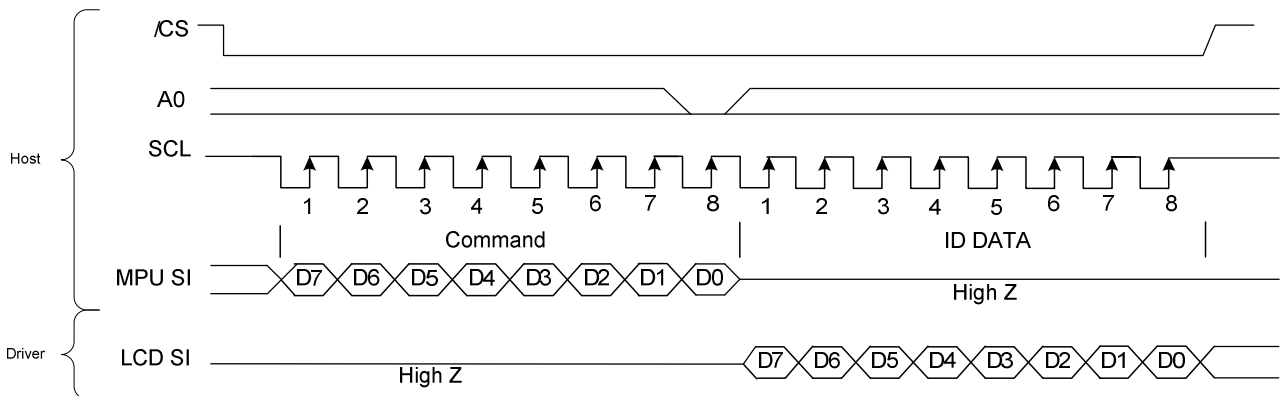 /CS
A0
Host
SCL
1 2 3 4 5 6 7 8 1 2 3 4 5 6 7 8
Command ID DATA
MPU SI D7 D6 D5 D4 D3 D2 D1 D0
High Z
Driver
LCD SI D7 D6 D5 D4 D3 D2 D1 D0
High Z